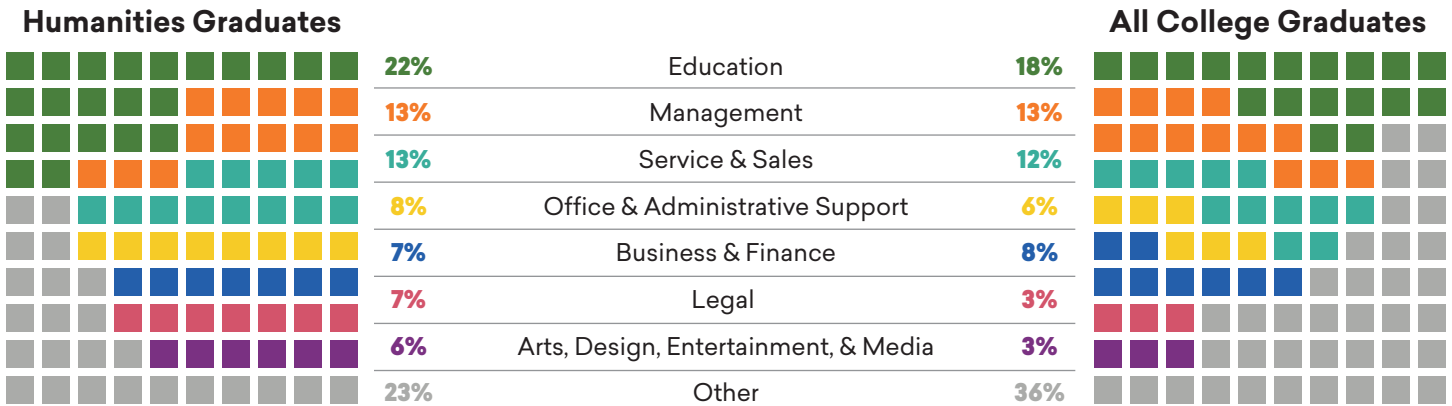 Humanities Graduates
All College Graduates
22% Education 18%
13% Management 13%
13% Service & Sales 12%
8% Office & Administrative Support 6%
7% Business & Finance 8%
7% Legal 3%
6% Arts, Design, Entertainment, & Media 3%
23% Other 36%